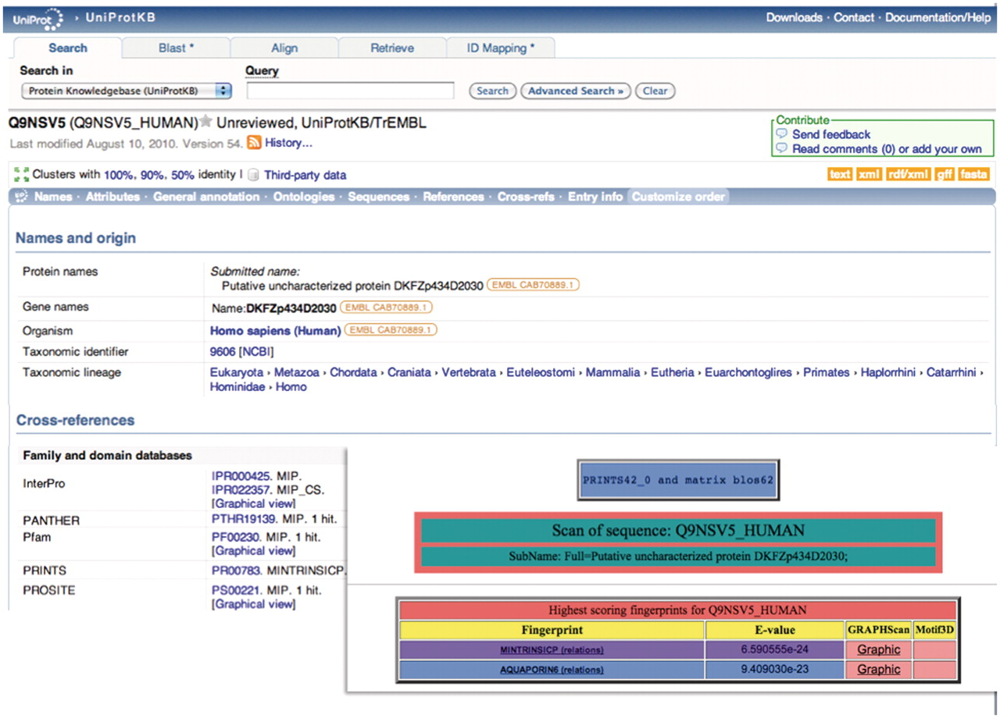 UniProt › UniProtKB
Downloads · Contact · Documentation/Help
Search Blast * Align Retrieve ID Mapping *
Search in Query
Protein Knowledgebase (UniProtKB) Search Advanced Search » Clear
Q9NSV5 (Q9NSV5_HUMAN) Unreviewed, UniProtKB/TrEMBL
Last modified August 10, 2010. Version 54. History...
Contribute
Send feedback
Read comments (0) or add your own
Clusters with 100%, 90%, 50% identity | Third-party data
text xml rdf/xml gff fasta
Names · Attributes · General annotation · Ontologies · Sequences · References · Cross-refs · Entry info Customize order
Names and origin
Protein names Submitted name:
Putative uncharacterized protein DKFZp434D2030 EMBL CAB70889.1
Gene names Name:DKFZp434D2030 EMBL CAB70889.1
Organism Homo sapiens (Human) EMBL CAB70889.1
Taxonomic identifier 9606 [NCBI]
Taxonomic lineage Eukaryota › Metazoa › Chordata › Craniata › Vertebrata › Euteleostomi › Mammalia › Eutheria › Euarchontoglires › Primates › Haplorrhini › Catarrhini ›
Hominidae › Homo
Cross-references
Family and domain databases
InterPro IPR000425. MIP.
IPR022357. MIP_CS.
[Graphical view]
PANTHER PTHR19139. MIP. 1 hit.
Pfam PF00230. MIP. 1 hit.
[Graphical view]
PRINTS PR00783. MINTRINSICP.
PROSITE PS00221. MIP. 1 hit.
[Graphical view]
PRINTS42_0 and matrix blos62
Scan of sequence: Q9NSV5_HUMAN
SubName: Full=Putative uncharacterized protein DKFZp434D2030;
Highest scoring fingerprints for Q9NSV5_HUMAN
Fingerprint E-value GRAPHScan Motif3D
MINTRINSICP (relations) 6.590555e-24 Graphic
AQUAPORIN6 (relations) 9.409030e-23 Graphic